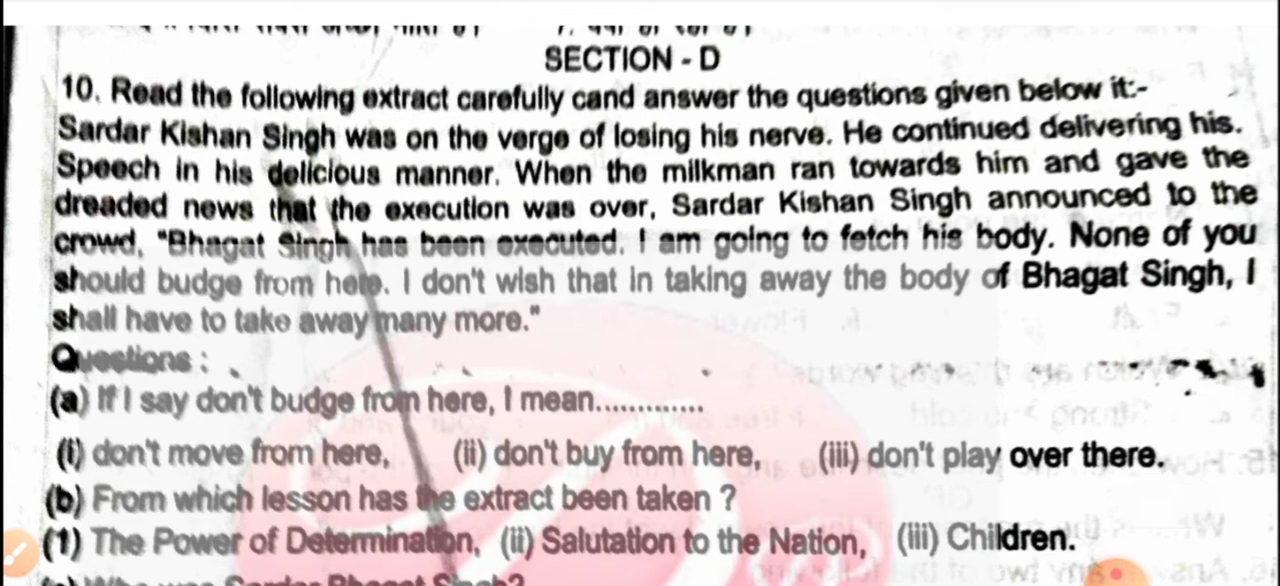 SECTION - D
10. Read the following extract carefully cand answer the questions given below it:-
Sardar Kishan Singh was on the verge of losing his nerve. He continued delivering his.
Speech in his delicious manner. When the milkman ran towards him and gave the
dreaded news that the execution was over, Sardar Kishan Singh announced to the
crowd, "Bhagat Singh has been executed. I am going to fetch his body. None of you
should budge from here. I don't wish that in taking away the body of Bhagat Singh, I
shall have to take away many more."
Questions :
(a) If I say don't budge from here, I mean............
(i) don't move from here, (ii) don't buy from here, (iii) don't play over there.
(b) From which lesson has the extract been taken ?
(1) The Power of Determination, (ii) Salutation to the Nation, (iii) Children.
Who was Sardar Bhagat Singh?